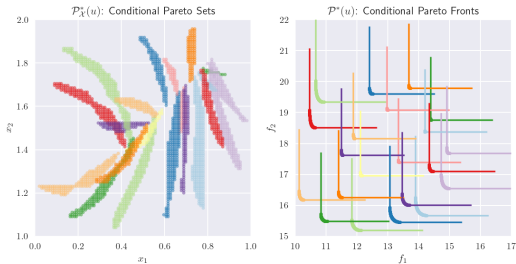 𝒫*_𝒳(u): Conditional Pareto Sets
2.0
1.8
1.6
1.4
1.2
1.0
x₂
0.0 0.2 0.4 0.6 0.8 1.0
x₁
𝒫*(u): Conditional Pareto Fronts
22
21
20
19
18
17
16
15
f₂
10 11 12 13 14 15 16 17
f₁